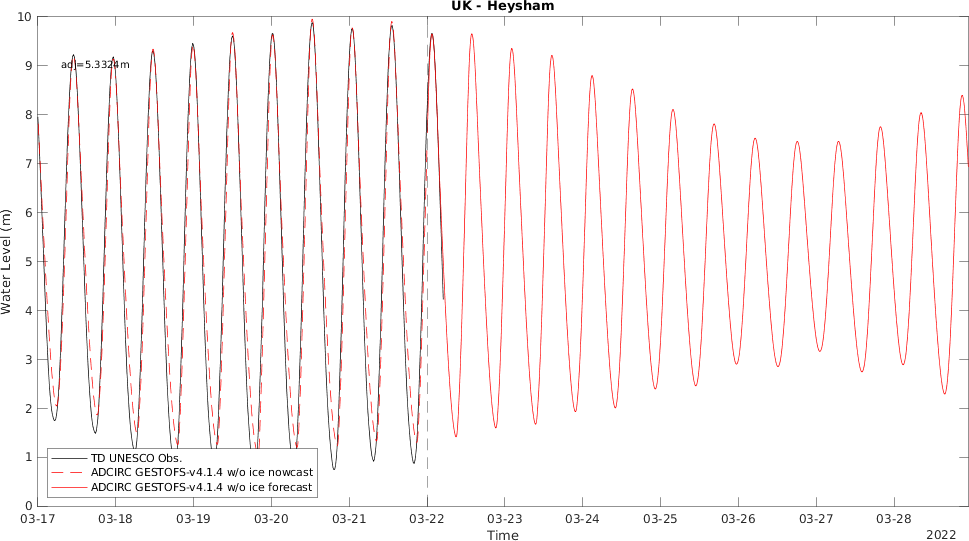 UK - Heysham
10
9
8
7
6
5
4
3
2
1
0
Water Level (m)
adj=5.3324m
TD UNESCO Obs.
ADCIRC GESTOFS-v4.1.4 w/o ice nowcast
ADCIRC GESTOFS-v4.1.4 w/o ice forecast
03-17 03-18 03-19 03-20 03-21 03-22 03-23 03-24 03-25 03-26 03-27 03-28
Time
2022